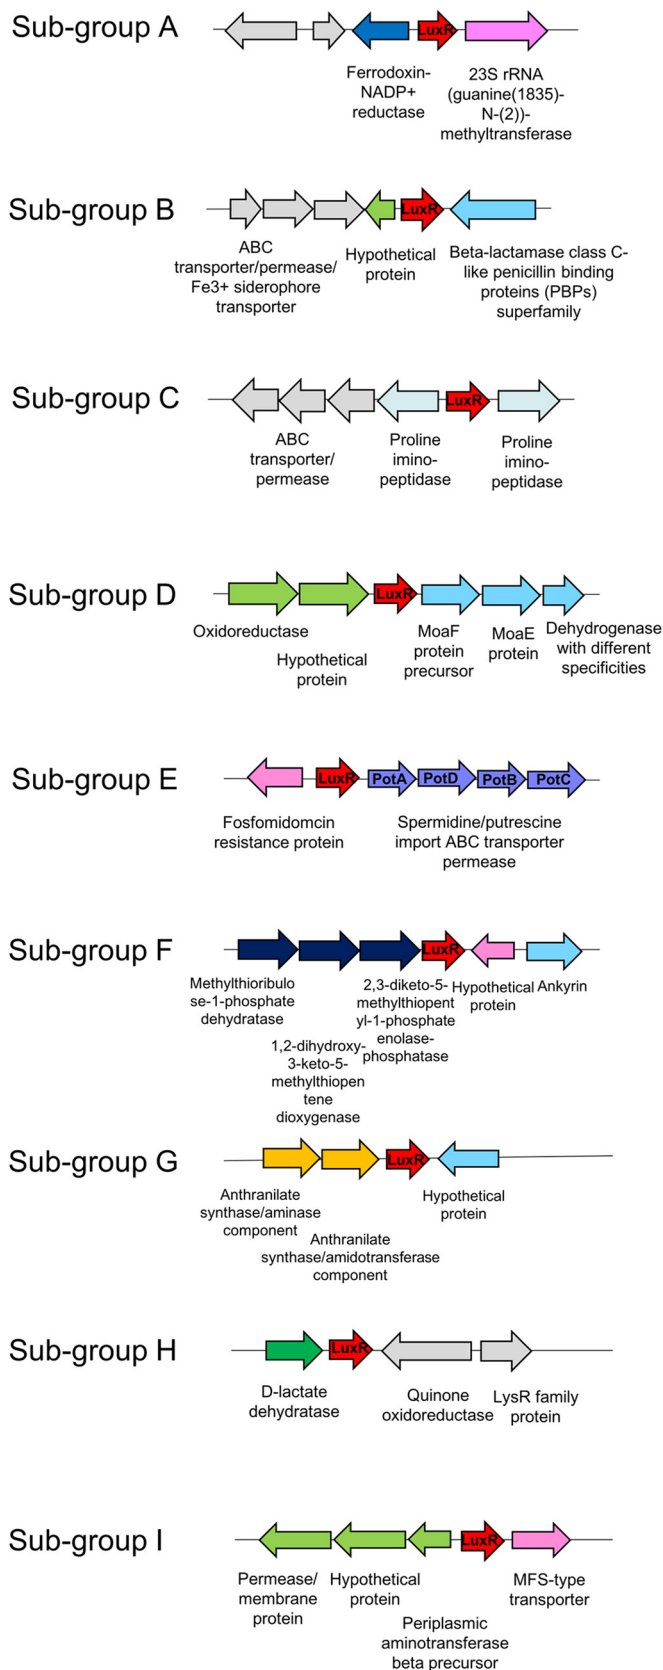 Sub-group A
LuxR
Ferrodoxin-
NADP+
reductase
23S rRNA
(guanine(1835)-
N-(2))-
methyltransferase
Sub-group B
LuxR
ABC
transporter/permease/
Fe3+ siderophore
transporter
Hypothetical
protein
Beta-lactamase class C-
like penicillin binding
proteins (PBPs)
superfamily
Sub-group C
LuxR
ABC
transporter/
permease
Proline
imino-
peptidase
Proline
imino-
peptidase
Sub-group D
LuxR
Oxidoreductase
Hypothetical
protein
MoaF
protein
precursor
MoaE
protein
Dehydrogenase
with different
specificities
Sub-group E
LuxR PotA PotD PotB PotC
Fosfomidomcin
resistance protein
Spermidine/putrescine
import ABC transporter
permease
Sub-group F
LuxR
Methylthioribulo
se-1-phosphate
dehydratase
1,2-dihydroxy-
3-keto-5-
methylthiopen
tene
dioxygenase
2,3-diketo-5-
methylthiopent
yl-1-phosphate
enolase-
phosphatase
Hypothetical
protein
Ankyrin
Sub-group G
LuxR
Anthranilate
synthase/aminase
component
Anthranilate
synthase/amidotransferase
component
Hypothetical
protein
Sub-group H
LuxR
D-lactate
dehydratase
Quinone
oxidoreductase
LysR family
protein
Sub-group I
LuxR
Permease/
membrane
protein
Hypothetical
protein
Periplasmic
aminotransferase
beta precursor
MFS-type
transporter